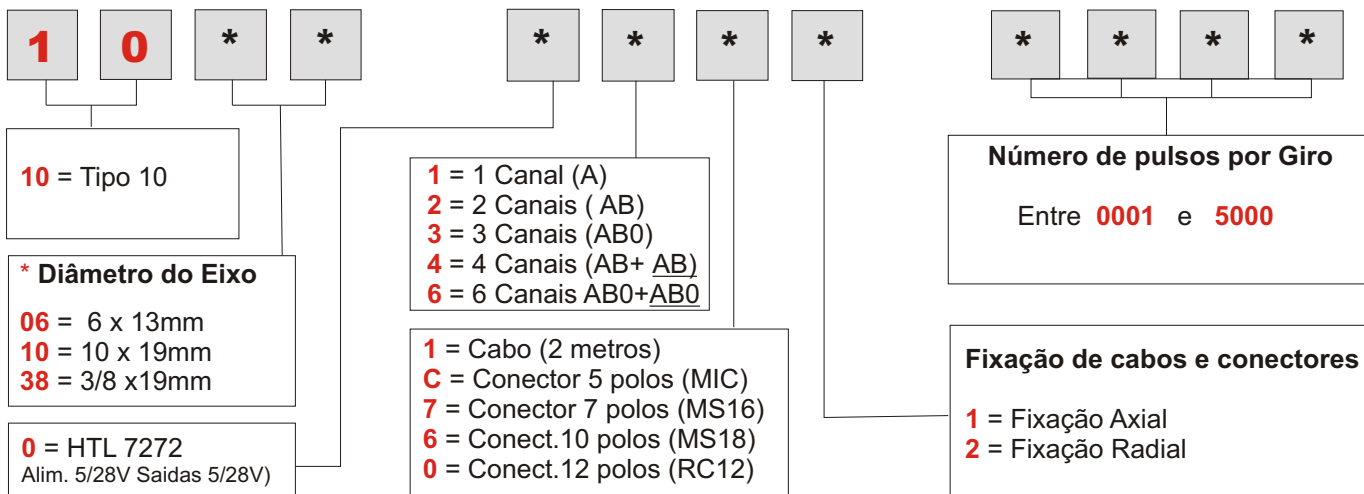 1 0 * * * * * * * * * *
10 = Tipo 10
* Diâmetro do Eixo
06 = 6 x 13mm
10 = 10 x 19mm
38 = 3/8 x19mm
0 = HTL 7272
Alim. 5/28V Saidas 5/28V)
1 = 1 Canal (A)
2 = 2 Canais ( AB)
3 = 3 Canais (AB0)
4 = 4 Canais (AB+ AB)
6 = 6 Canais AB0+AB0
1 = Cabo (2 metros)
C = Conector 5 polos (MIC)
7 = Conector 7 polos (MS16)
6 = Conect.10 polos (MS18)
0 = Conect.12 polos (RC12)
Número de pulsos por Giro
Entre 0001 e 5000
Fixação de cabos e conectores
1 = Fixação Axial
2 = Fixação Radial